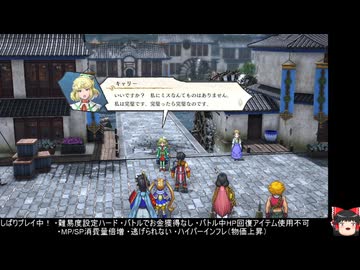 キャリー
いいですか？ 私にミスなんてものはありません。
私は完璧です。完璧ったら完璧なのです。
しばりプレイ中！・難易度設定ハード・バトルでお金獲得なし・バトル中HP回復アイテム使用不可
・MP/SP消費量倍増・逃げられない・ハイパーインフレ(物価上昇)